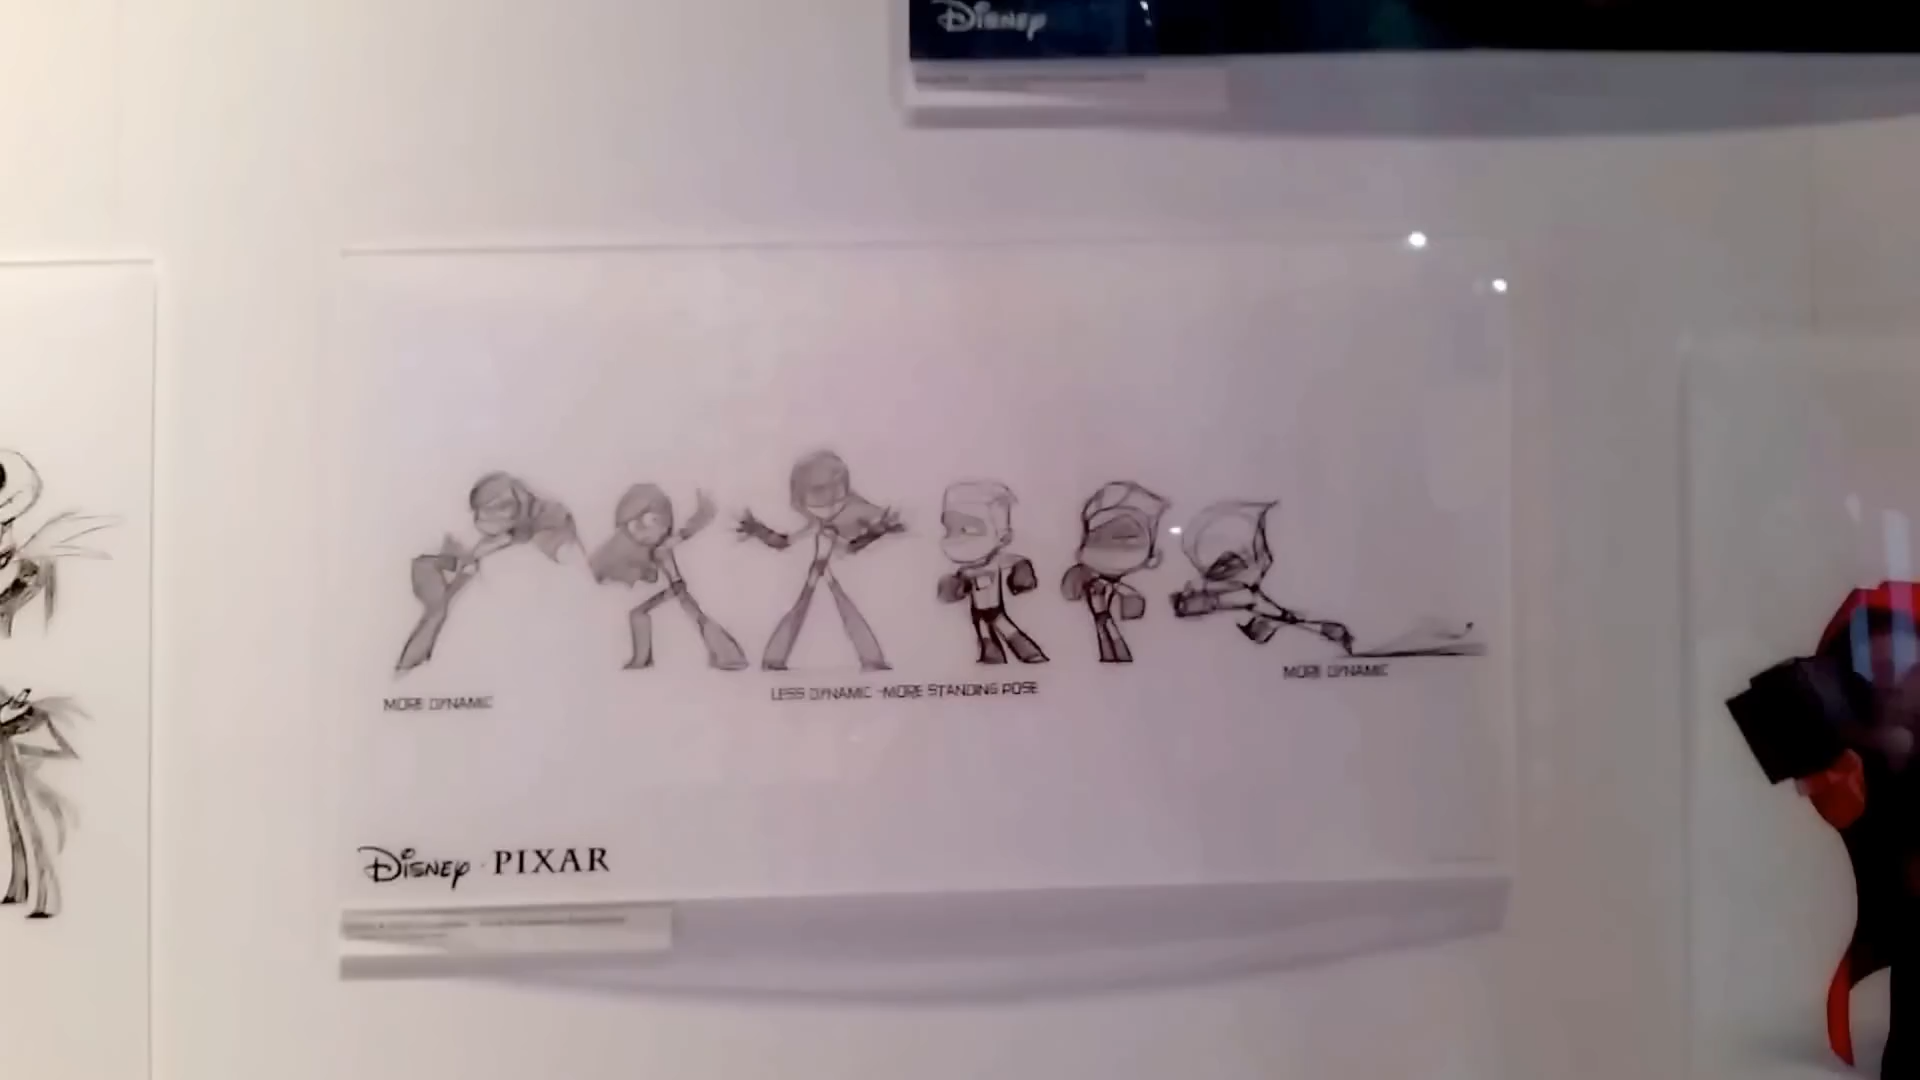 Disney
MORE DYNAMIC
LESS DYNAMIC -MORE STANDING POSE
MORE DYNAMIC
Disney · PIXAR